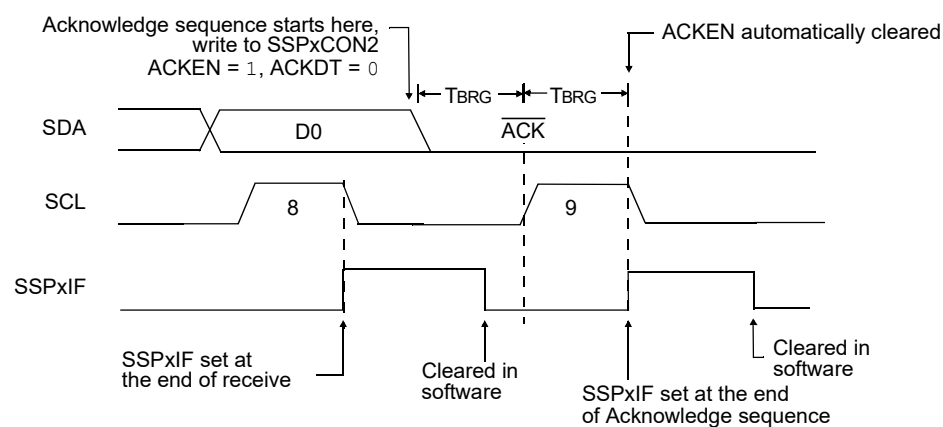 Acknowledge sequence starts here,
write to SSPxCON2
ACKEN = 1, ACKDT = 0
ACKEN automatically cleared
TBRG
TBRG
SDA
D0
ACK
SCL
8
9
SSPxIF
SSPxIF set at
the end of receive
Cleared in
software
SSPxIF set at the end
of Acknowledge sequence
Cleared in
software